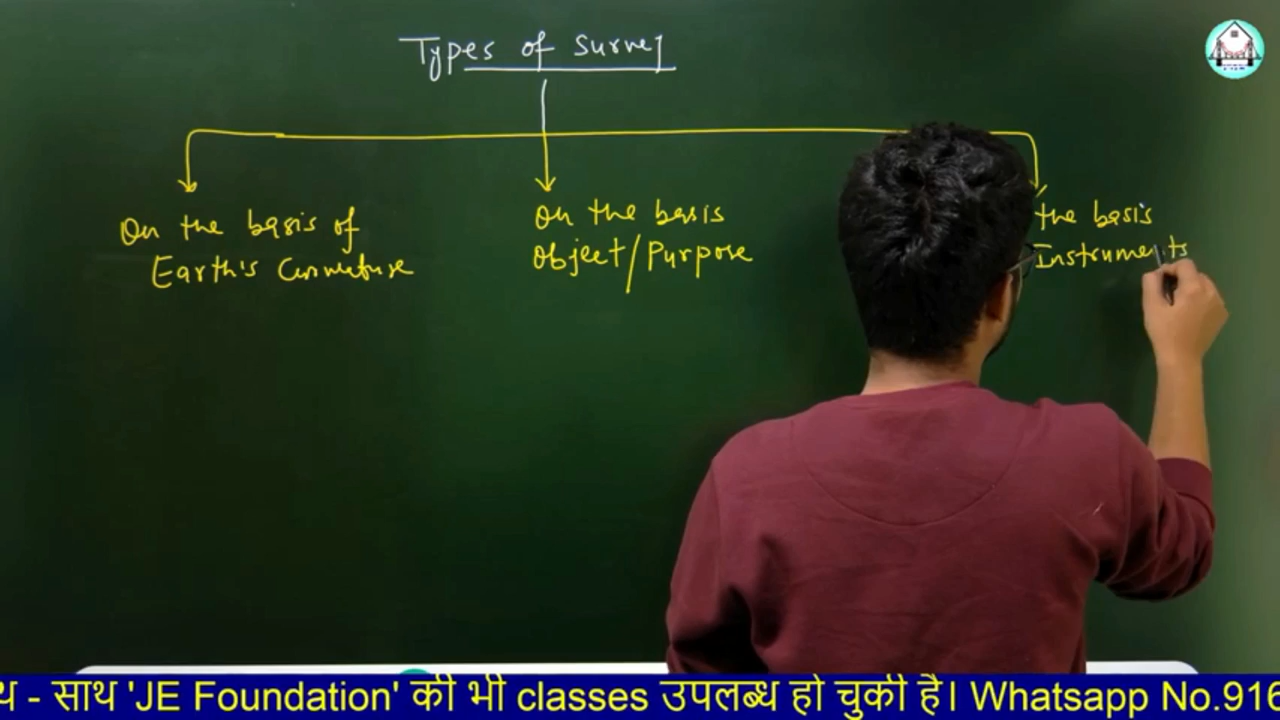 Types of Survey
On the basis of
Earth's Curvature
On the basis
Object/Purpose
the basis
Instruments
थ - साथ 'JE Foundation' की भी classes उपलब्ध हो चुकी है। Whatsapp No.916